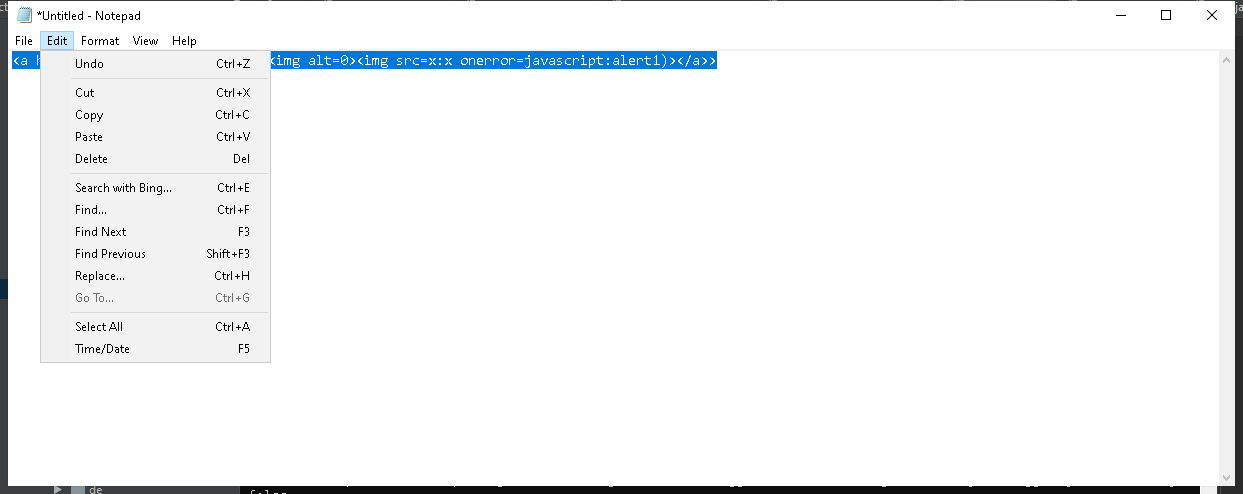 *Untitled - Notepad
File Edit Format View Help
<a h <img alt=0><img src=x:x onerror=javascript:alert1)></a>>
Undo Ctrl+Z
Cut Ctrl+X
Copy Ctrl+C
Paste Ctrl+V
Delete Del
Search with Bing... Ctrl+E
Find... Ctrl+F
Find Next F3
Find Previous Shift+F3
Replace... Ctrl+H
Go To... Ctrl+G
Select All Ctrl+A
Time/Date F5
de